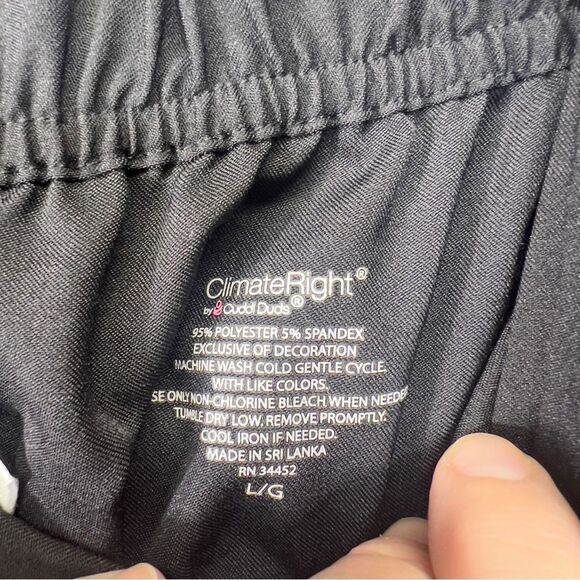 ClimateRight®
by Cuddl Duds®
95% POLYESTER 5% SPANDEX
EXCLUSIVE OF DECORATION
MACHINE WASH COLD GENTLE CYCLE.
WITH LIKE COLORS.
SE ONLY NON-CHLORINE BLEACH WHEN NEEDE
TUMBLE DRY LOW, REMOVE PROMPTLY.
COOL IRON IF NEEDED.
MADE IN SRI LANKA
RN 34452
L/G